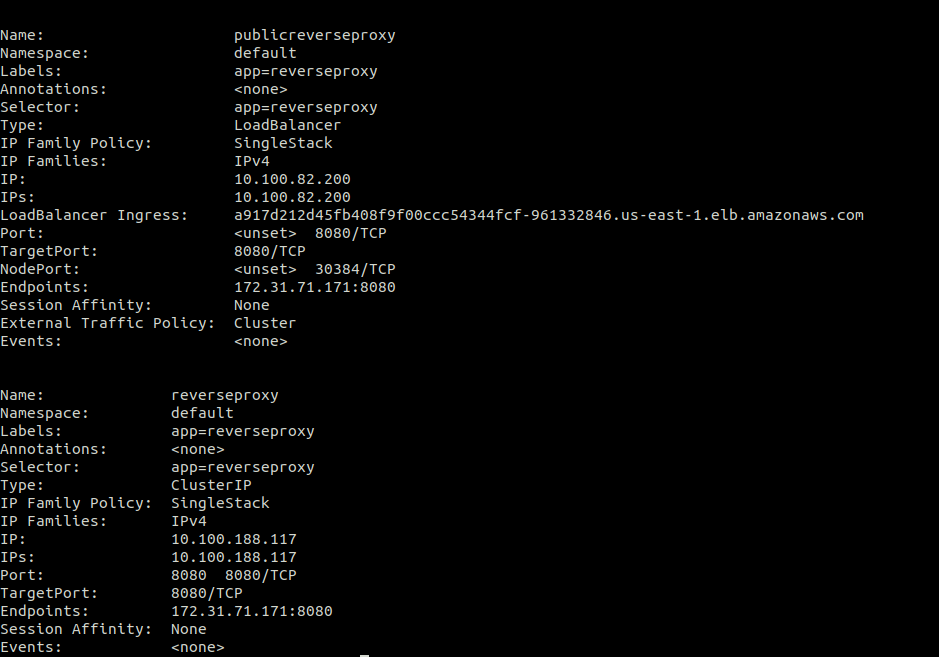 Name:                     publicreverseproxy
Namespace:                default
Labels:                   app=reverseproxy
Annotations:              <none>
Selector:                 app=reverseproxy
Type:                     LoadBalancer
IP Family Policy:         SingleStack
IP Families:              IPv4
IP:                       10.100.82.200
IPs:                      10.100.82.200
LoadBalancer Ingress:     a917d212d45fb408f9f00ccc54344fcf-961332846.us-east-1.elb.amazonaws.com
Port:                     <unset>  8080/TCP
TargetPort:               8080/TCP
NodePort:                 <unset>  30384/TCP
Endpoints:                172.31.71.171:8080
Session Affinity:         None
External Traffic Policy:  Cluster
Events:                   <none>
Name:              reverseproxy
Namespace:         default
Labels:            app=reverseproxy
Annotations:       <none>
Selector:          app=reverseproxy
Type:              ClusterIP
IP Family Policy:  SingleStack
IP Families:       IPv4
IP:                10.100.188.117
IPs:               10.100.188.117
Port:              8080  8080/TCP
TargetPort:        8080/TCP
Endpoints:         172.31.71.171:8080
Session Affinity:  None
Events:            <none>